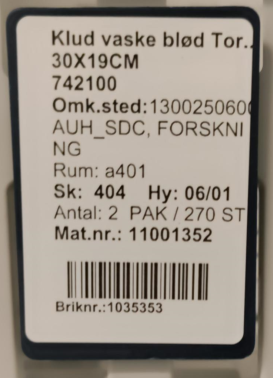 Klud vaske blød Tor...
30X19CM
742100
Omk.sted:1300250600
AUH_SDC, FORSKNI
NG
Rum: a401
Sk: 404 Hy: 06/01
Antal: 2 PAK / 270 ST
Mat.nr.: 11001352
Briknr.:1035353